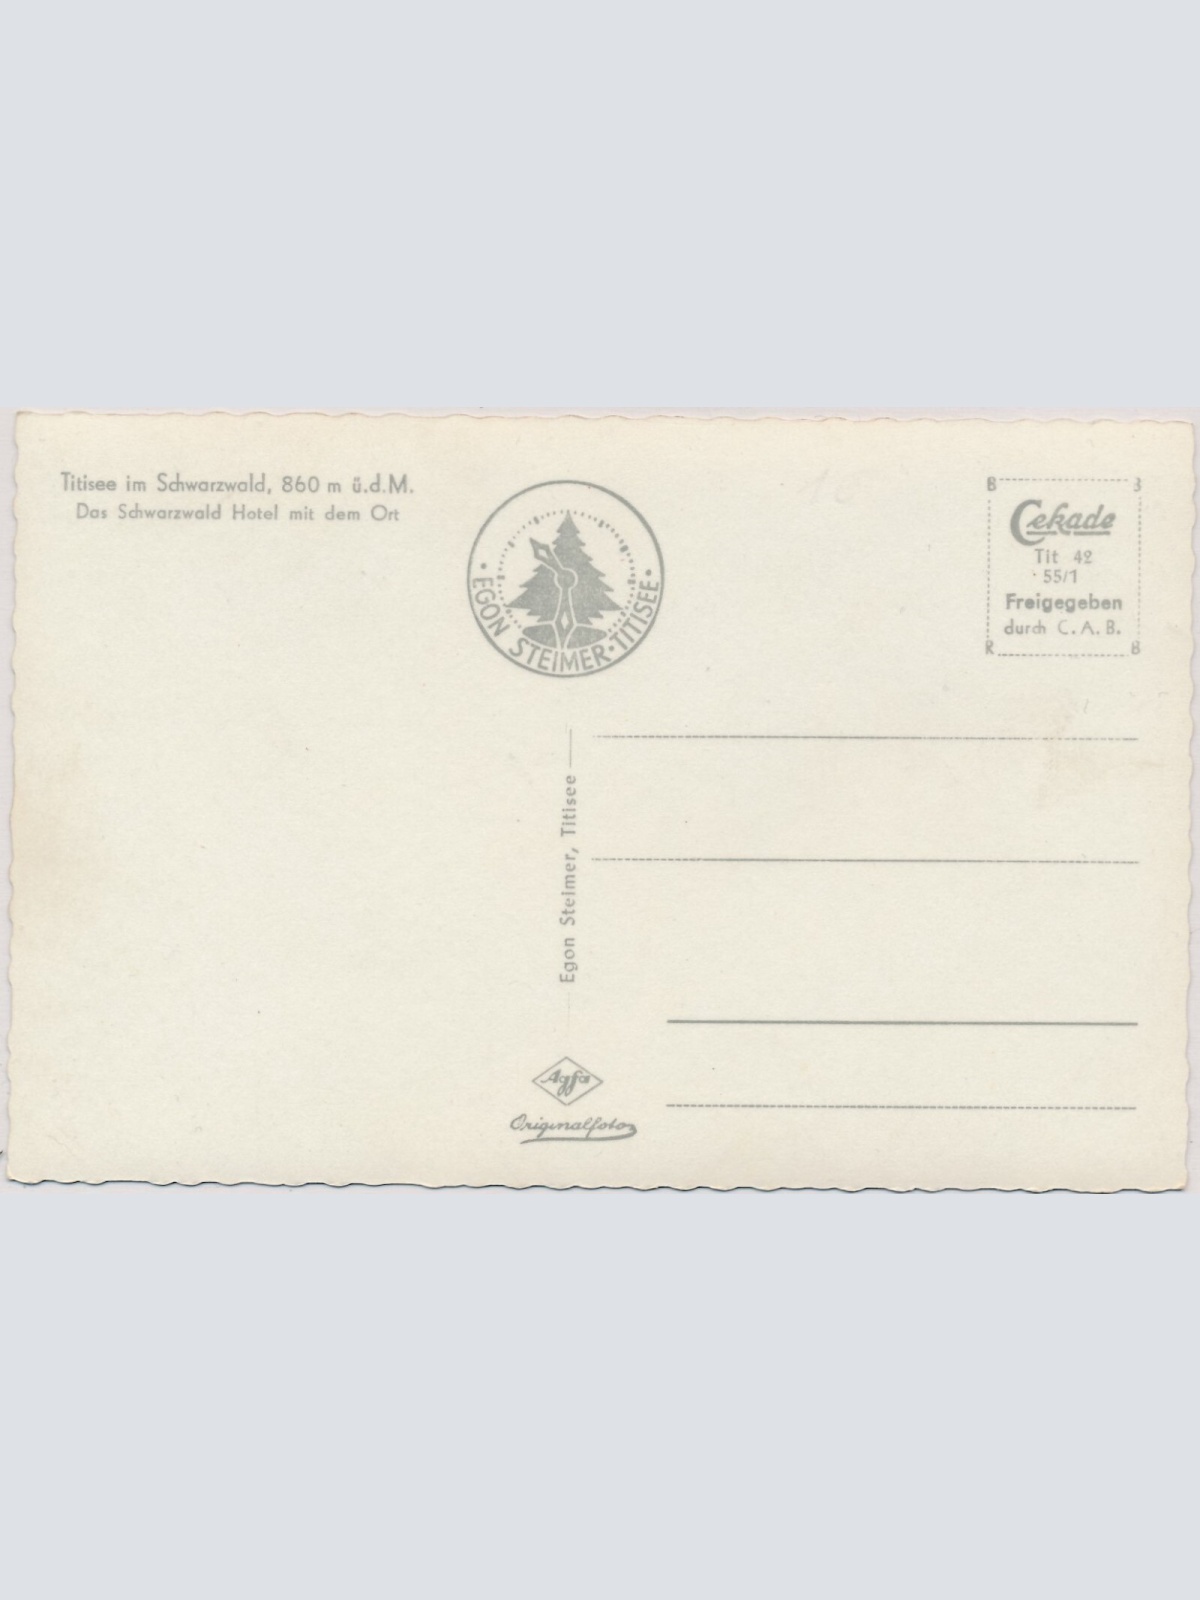 Titisee im Schwarzwald, 860 m ü.d.M.
Das Schwarzwald Hotel mit dem Ort
• EGON STEIMER • TITISEE •
B 3
Cekade
Tit 42
55/1
Freigegeben
durch C. A. B.
R B
Egon Steimer, Titisee
Agfa
Originalfoto